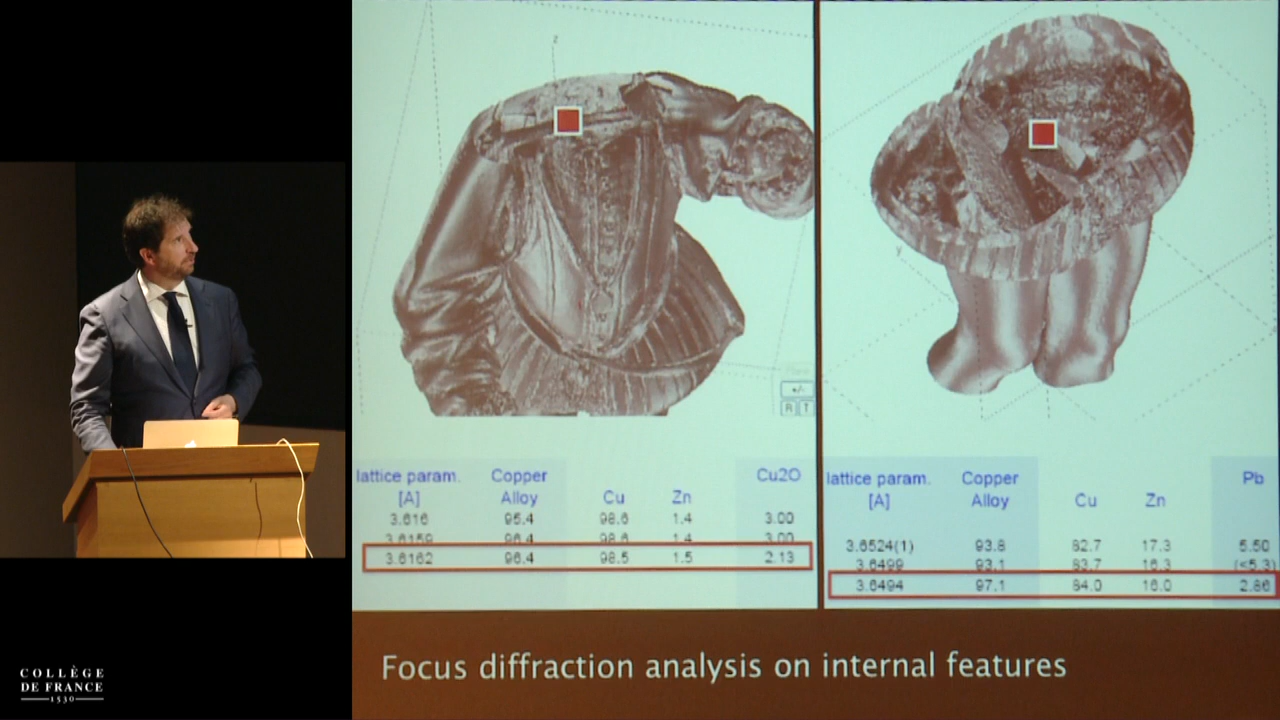 z
R T
lattice param. Copper Cu2O
[A] Alloy Cu Zn
3.616 95.4 98.6 1.4 3.00
3.6159 96.4 98.6 1.4 3.00
3.6162 96.4 98.5 1.5 2.13
y
lattice param. Copper Pb
[A] Alloy Cu Zn
3.6524(1) 93.8 82.7 17.3 5.50
3.6499 93.1 83.7 16.3 (<5.3)
3.6494 97.1 84.0 16.0 2.86
Focus diffraction analysis on internal features
COLLÈGE
DE FRANCE
1530